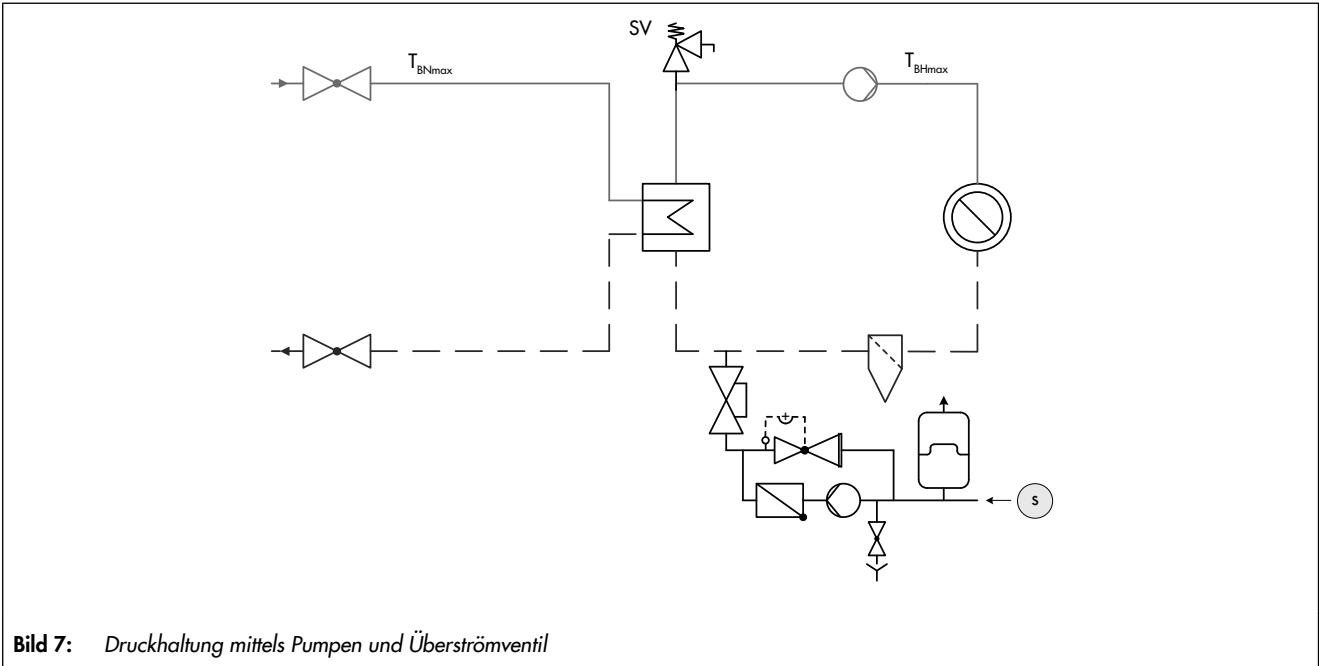 SV
T_BNmax
T_BHmax
S
Bild 7: Druckhaltung mittels Pumpen und Überströmventil